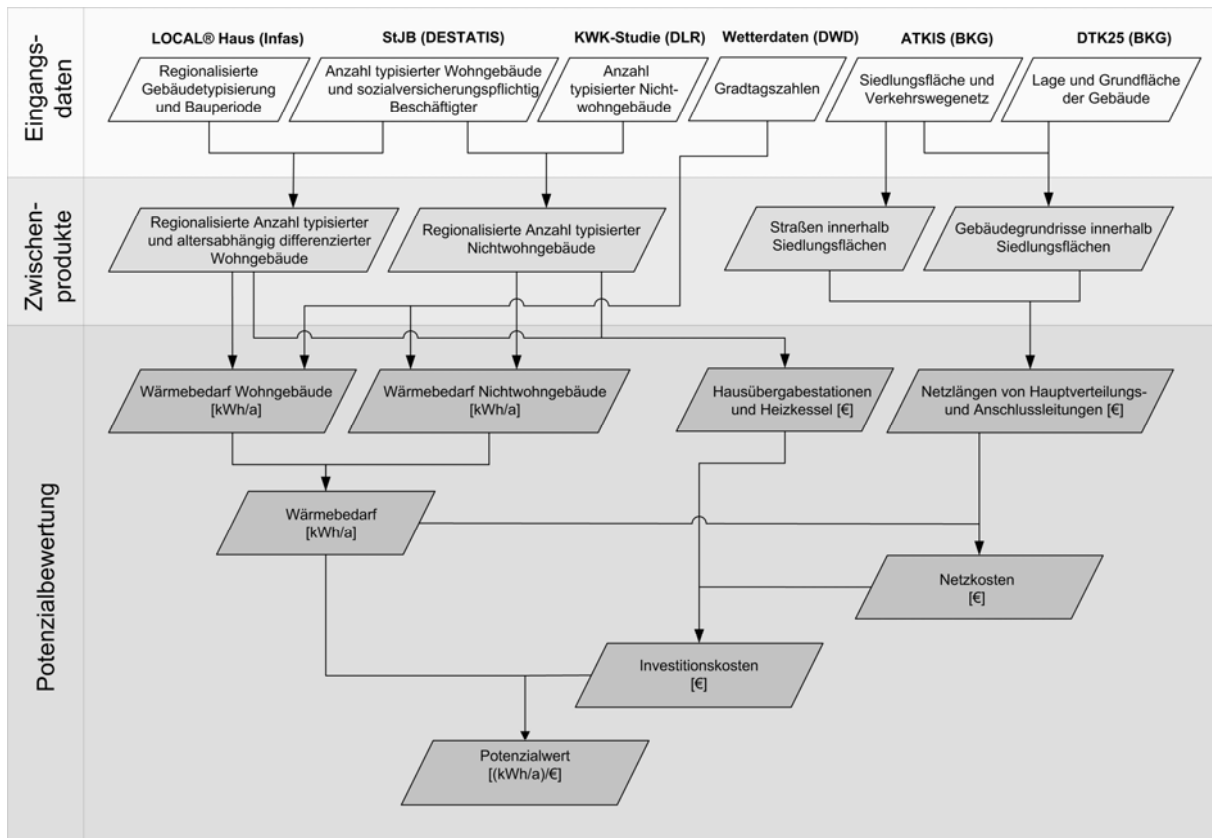 Eingangs-
daten
LOCAL® Haus (Infas)
StJB (DESTATIS)
KWK-Studie (DLR)
Wetterdaten (DWD)
ATKIS (BKG)
DTK25 (BKG)
Regionalisierte
Gebäudetypisierung
und Bauperiode
Anzahl typisierter Wohngebäude
und sozialversicherungspflichtig
Beschäftigter
Anzahl
typisierter Nicht-
wohngebäude
Gradtagszahlen
Siedlungsfläche und
Verkehrswegenetz
Lage und Grundfläche
der Gebäude
Zwischen-
produkte
Regionalisierte Anzahl typisierter
und altersabhängig differenzierter
Wohngebäude
Regionalisierte Anzahl typisierter
Nichtwohngebäude
Straßen innerhalb
Siedlungsflächen
Gebäudegrundrisse innerhalb
Siedlungsflächen
Potenzialbewertung
Wärmebedarf Wohngebäude
[kWh/a]
Wärmebedarf Nichtwohngebäude
[kWh/a]
Hausübergabestationen
und Heizkessel [€]
Netzlängen von Hauptverteilungs-
und Anschlussleitungen [€]
Wärmebedarf
[kWh/a]
Netzkosten
[€]
Investitionskosten
[€]
Potenzialwert
[(kWh/a)/€]